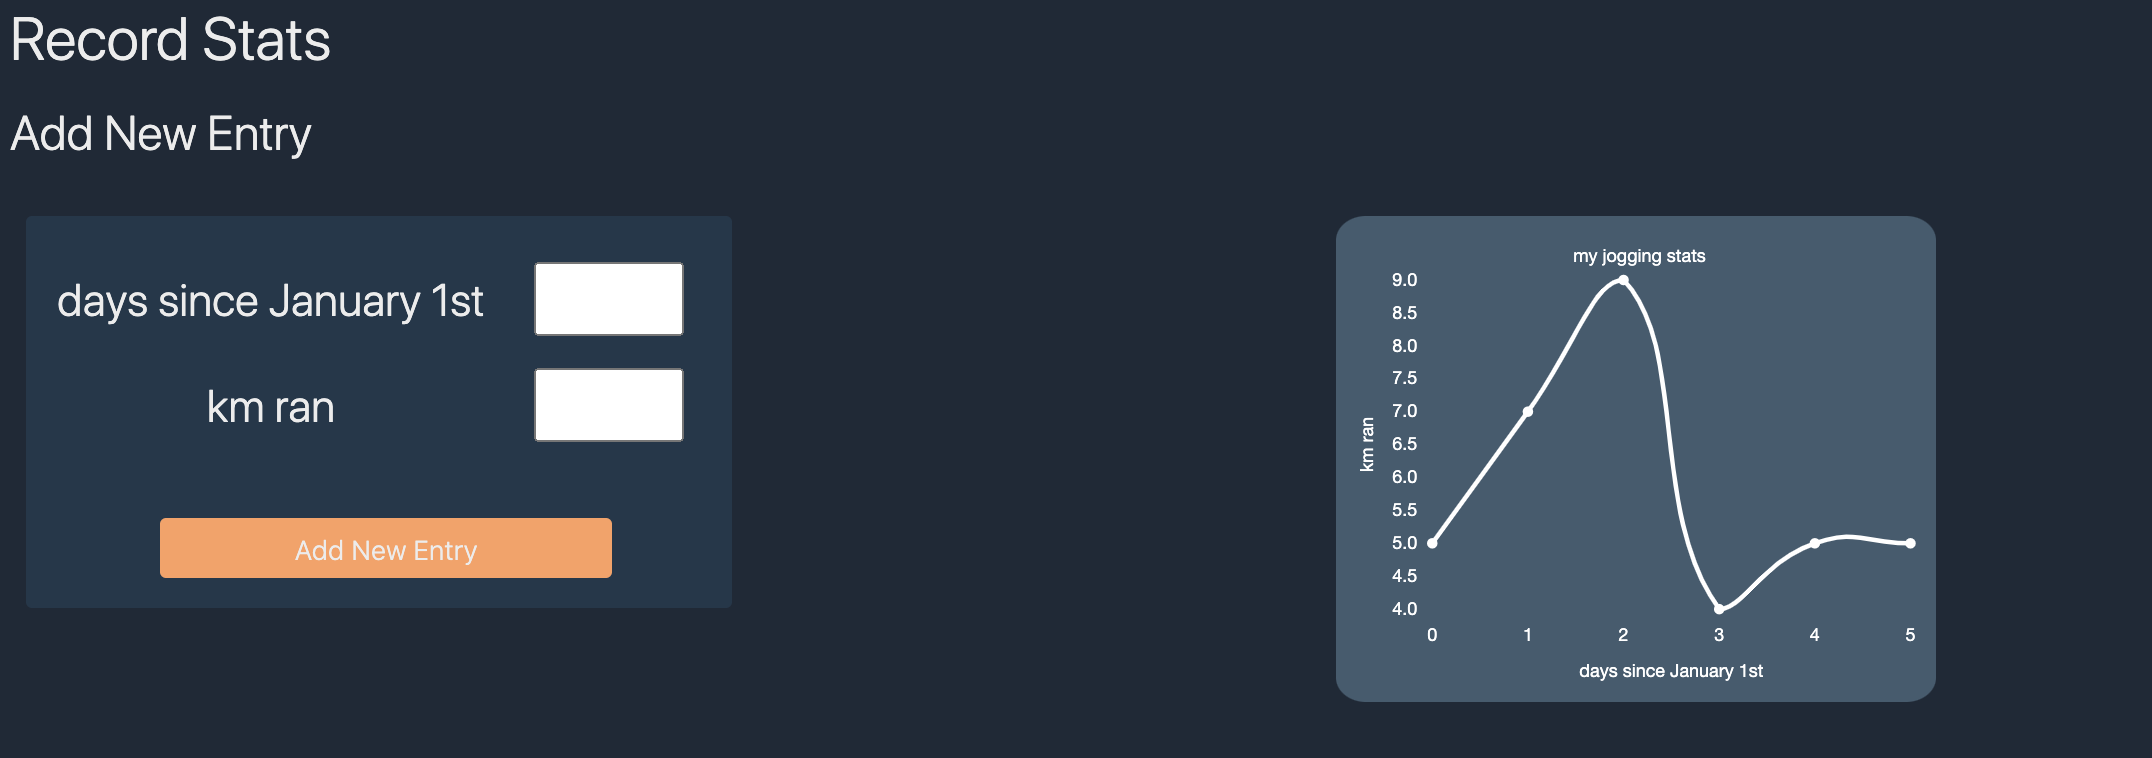 Record Stats
Add New Entry
days since January 1st
km ran
Add New Entry
my jogging stats
9.0
8.5
8.0
7.5
7.0
6.5
6.0
5.5
5.0
4.5
4.0
km ran
0 1 2 3 4 5
days since January 1st